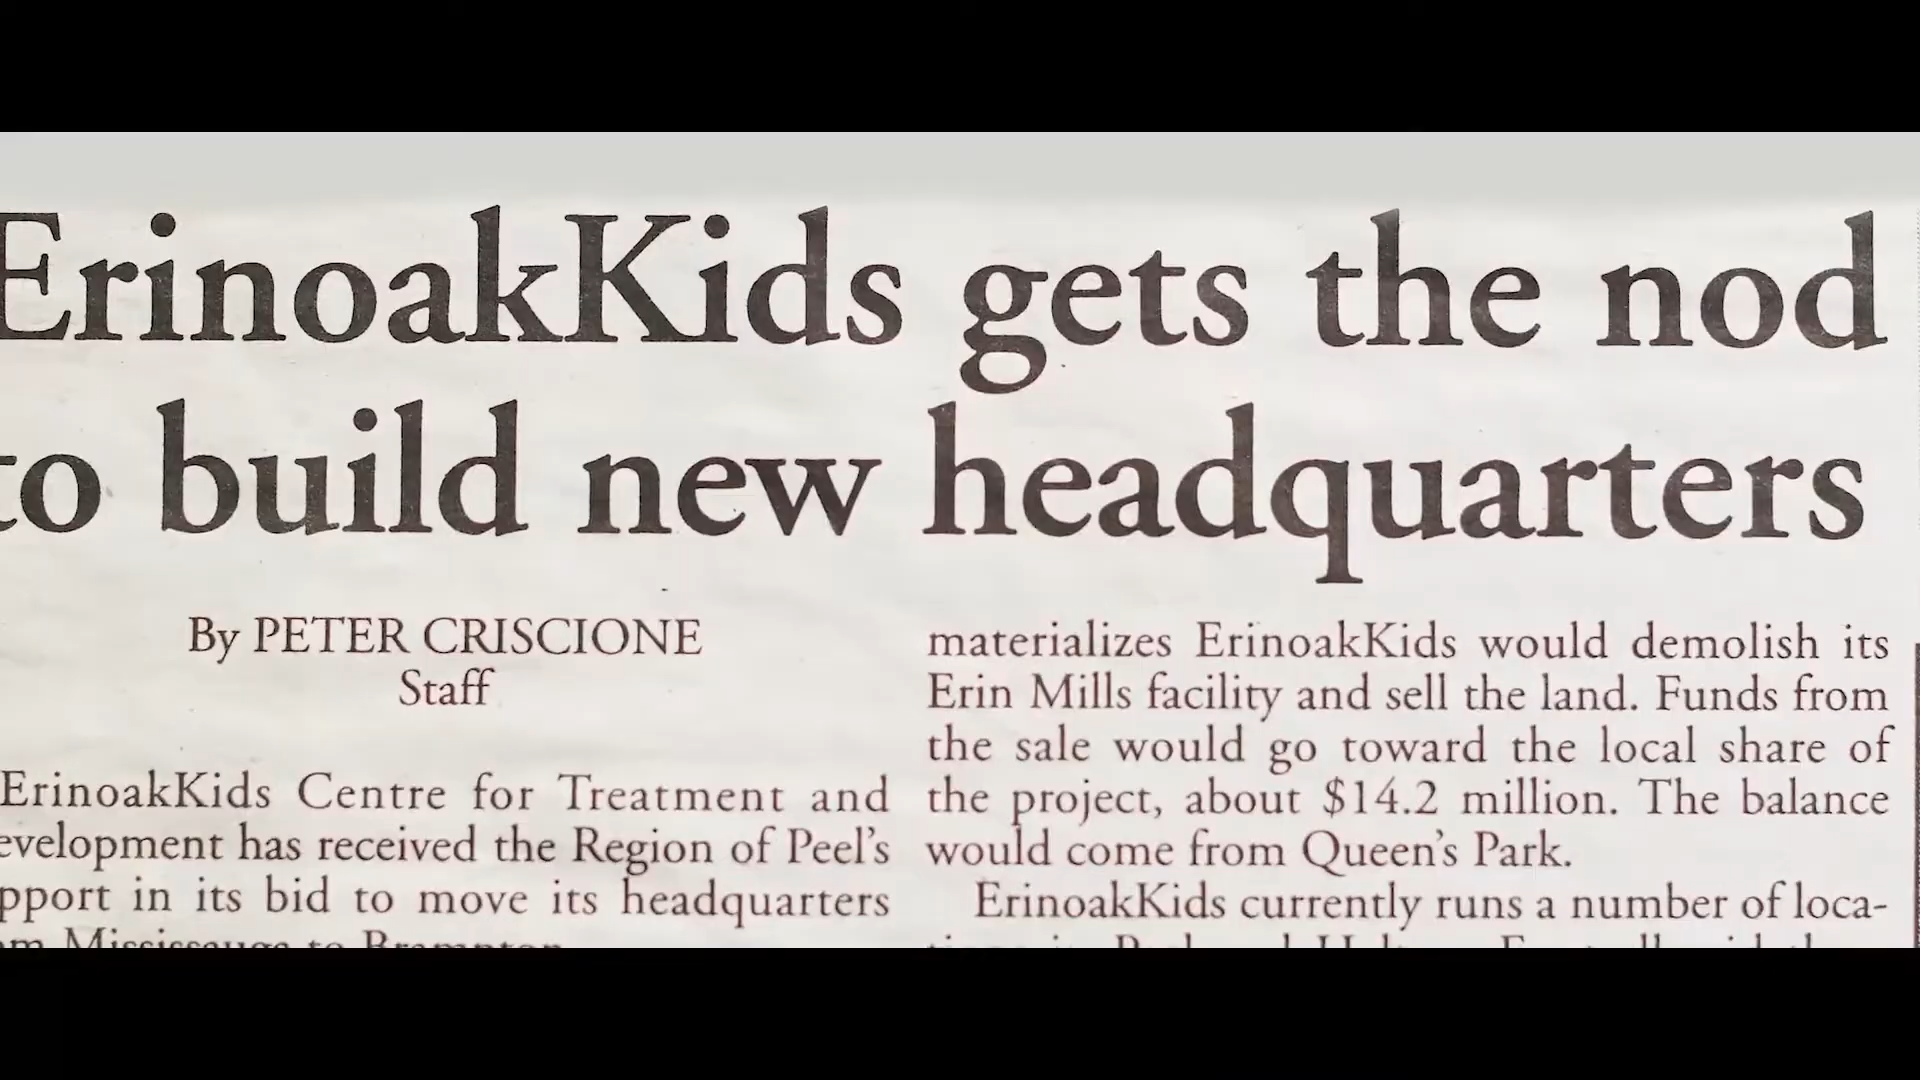 ErinoakKids gets the nod
to build new headquarters
By PETER CRISCIONE
Staff
ErinoakKids Centre for Treatment and
evelopment has received the Region of Peel's
pport in its bid to move its headquarters
Mississauga to Brampton
materializes ErinoakKids would demolish its
Erin Mills facility and sell the land. Funds from
the sale would go toward the local share of
the project, about $14.2 million. The balance
would come from Queen's Park.
ErinoakKids currently runs a number of loca-